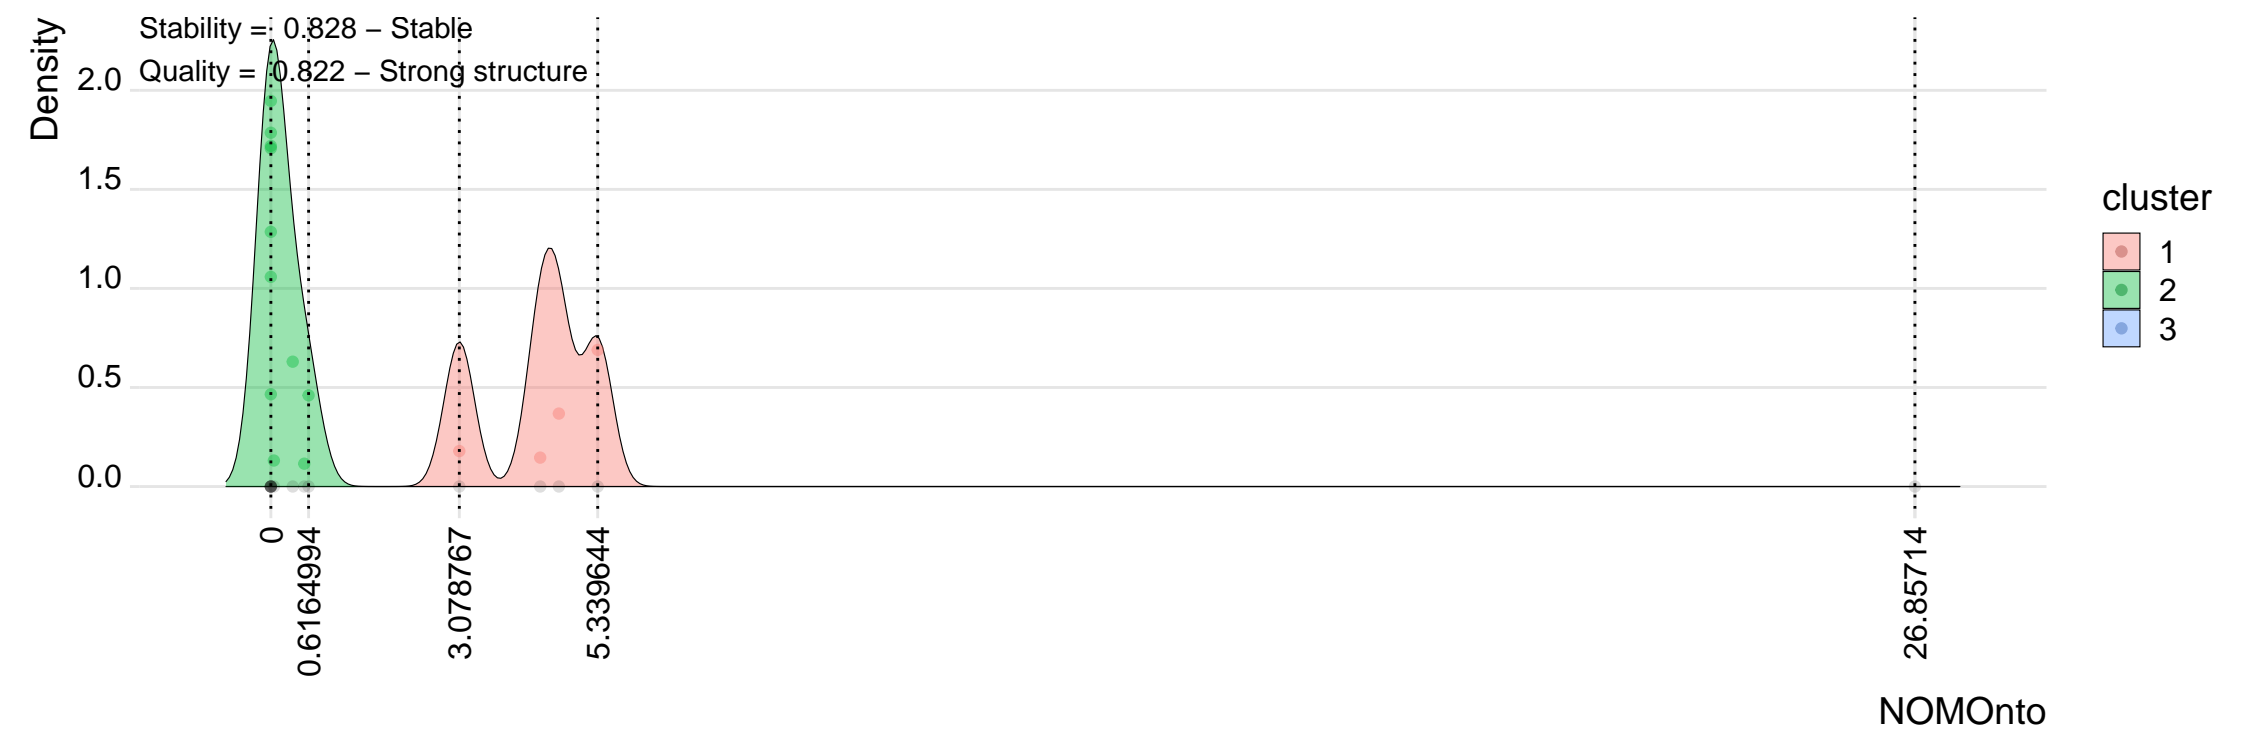 Density
Stability = 0.828 – Stable
Quality = 0.822 – Strong structure
2.0
1.5
1.0
0.5
0.0
0
0.6164994
3.078767
5.339644
26.85714
NOMOnto
cluster
1
2
3